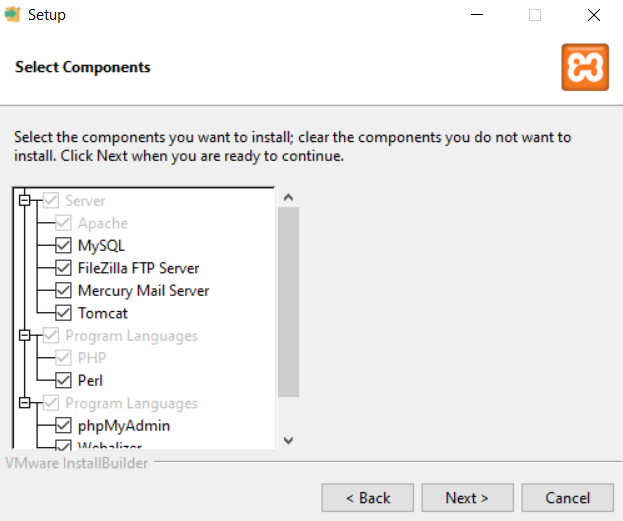 Setup
Select Components
Select the components you want to install; clear the components you do not want to
install. Click Next when you are ready to continue.
Server
Apache
MySQL
FileZilla FTP Server
Mercury Mail Server
Tomcat
Program Languages
PHP
Perl
Program Languages
phpMyAdmin
Webalizer
VMware InstallBuilder
< Back
Next >
Cancel